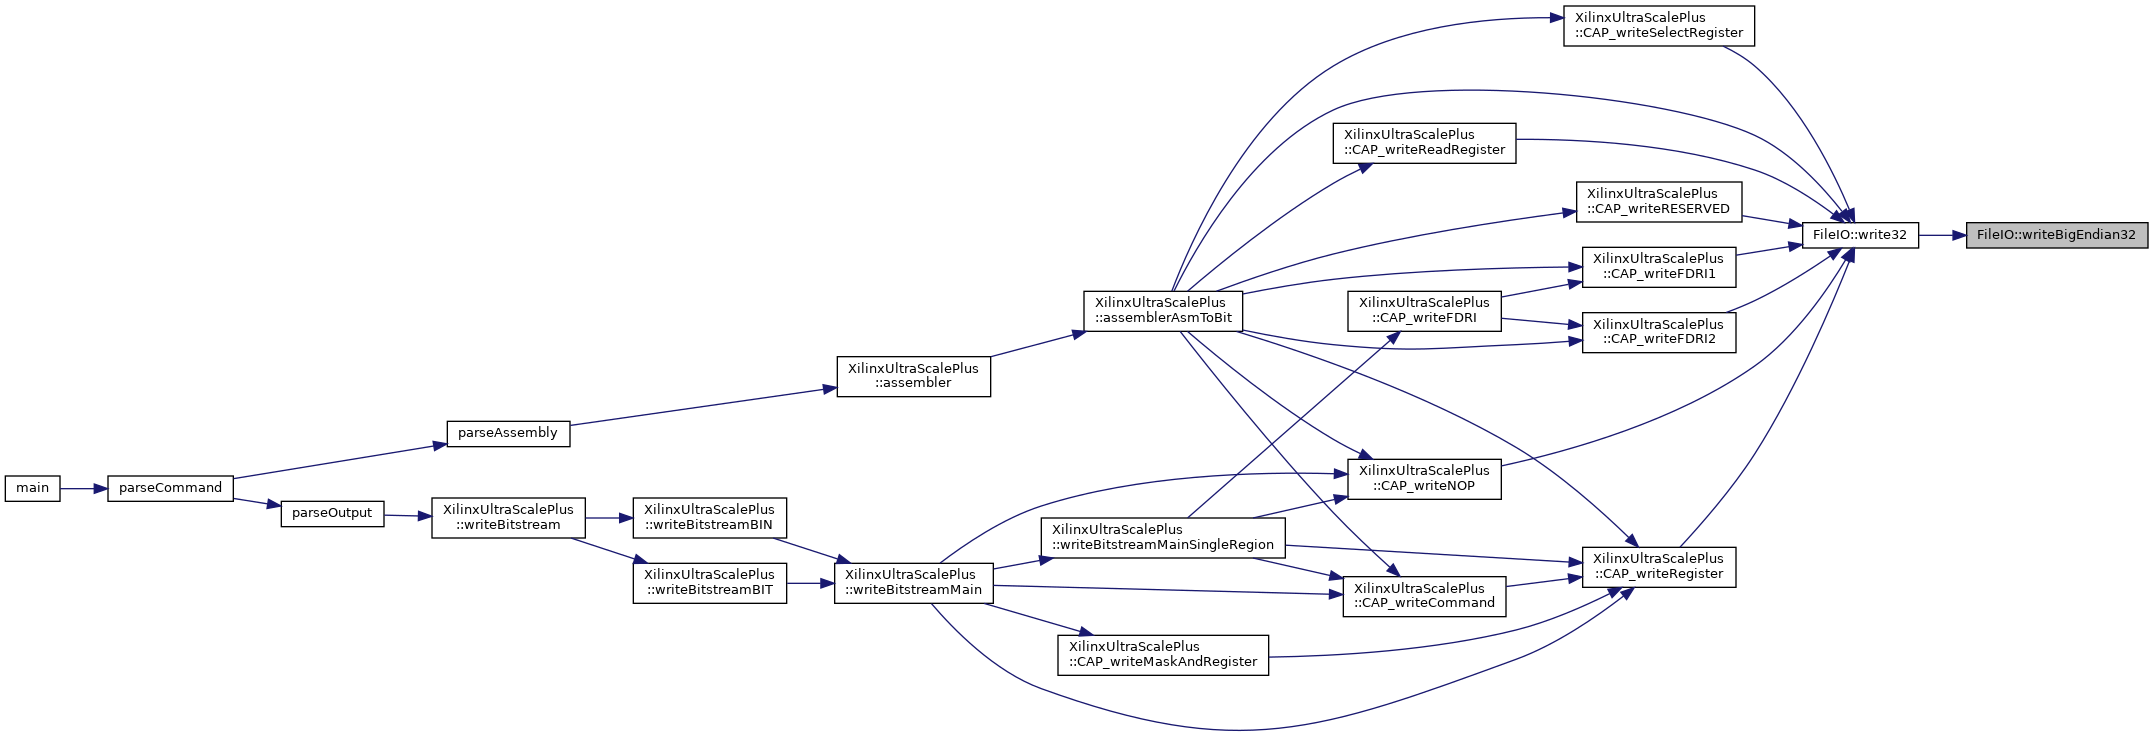 XilinxUltraScalePlus
::CAP_writeSelectRegister
XilinxUltraScalePlus
::CAP_writeReadRegister
XilinxUltraScalePlus
::CAP_writeRESERVED
FileIO::write32
FileIO::writeBigEndian32
XilinxUltraScalePlus
::CAP_writeFDRI1
XilinxUltraScalePlus
::assemblerAsmToBit
XilinxUltraScalePlus
::CAP_writeFDRI
XilinxUltraScalePlus
::CAP_writeFDRI2
XilinxUltraScalePlus
::assembler
parseAssembly
main
parseCommand
parseOutput
XilinxUltraScalePlus
::writeBitstream
XilinxUltraScalePlus
::writeBitstreamBIN
XilinxUltraScalePlus
::CAP_writeNOP
XilinxUltraScalePlus
::writeBitstreamMainSingleRegion
XilinxUltraScalePlus
::writeBitstreamBIT
XilinxUltraScalePlus
::writeBitstreamMain
XilinxUltraScalePlus
::CAP_writeCommand
XilinxUltraScalePlus
::CAP_writeRegister
XilinxUltraScalePlus
::CAP_writeMaskAndRegister